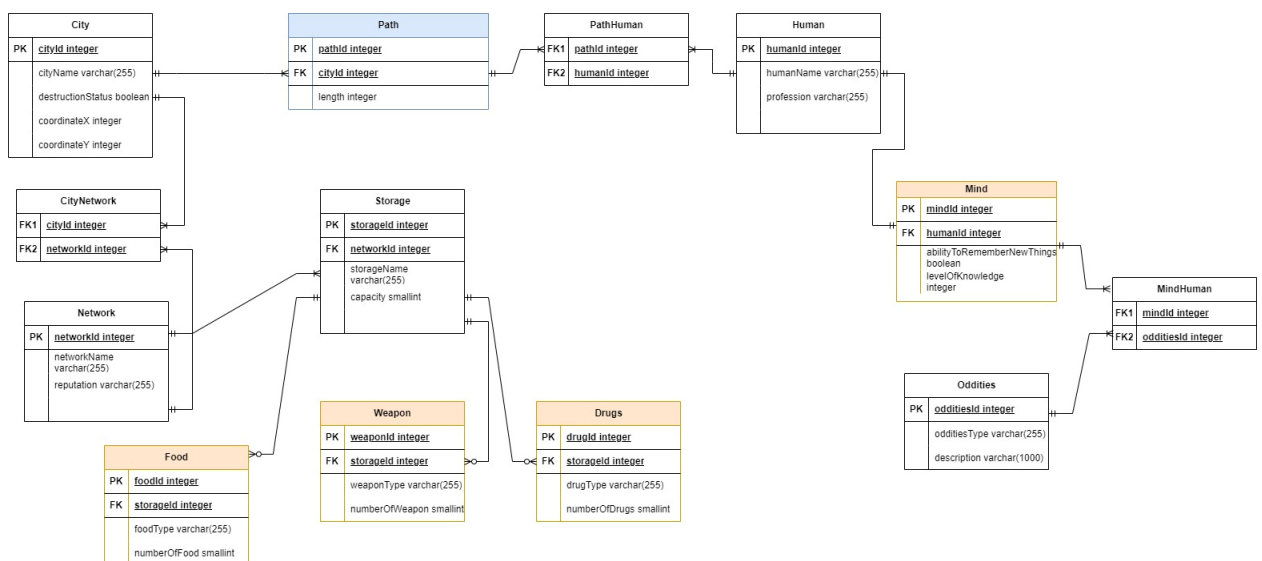 City
PK cityId integer
cityName varchar(255)
destructionStatus boolean
coordinateX integer
coordinateY integer
Path
PK pathId integer
FK cityId integer
length integer
PathHuman
FK1 pathId integer
FK2 humanId integer
Human
PK humanId integer
humanName varchar(255)
profession varchar(255)
CityNetwork
FK1 cityId integer
FK2 networkId integer
Storage
PK storageId integer
FK networkId integer
storageName
varchar(255)
capacity smallint
Mind
PK mindId integer
FK humanId integer
abilityToRememberNewThings
boolean
levelOfKnowledge
integer
MindHuman
FK1 mindId integer
FK2 odditiesId integer
Network
PK networkId integer
networkName
varchar(255)
reputation varchar(255)
Oddities
PK odditiesId integer
odditiesType varchar(255)
description varchar(1000)
Weapon
PK weaponId integer
FK storageId integer
weaponType varchar(255)
numberOfWeapon smallint
Drugs
PK drugId integer
FK storageId integer
drugType varchar(255)
numberOfDrugs smallint
Food
PK foodId integer
FK storageId integer
foodType varchar(255)
numberOfFood smallint